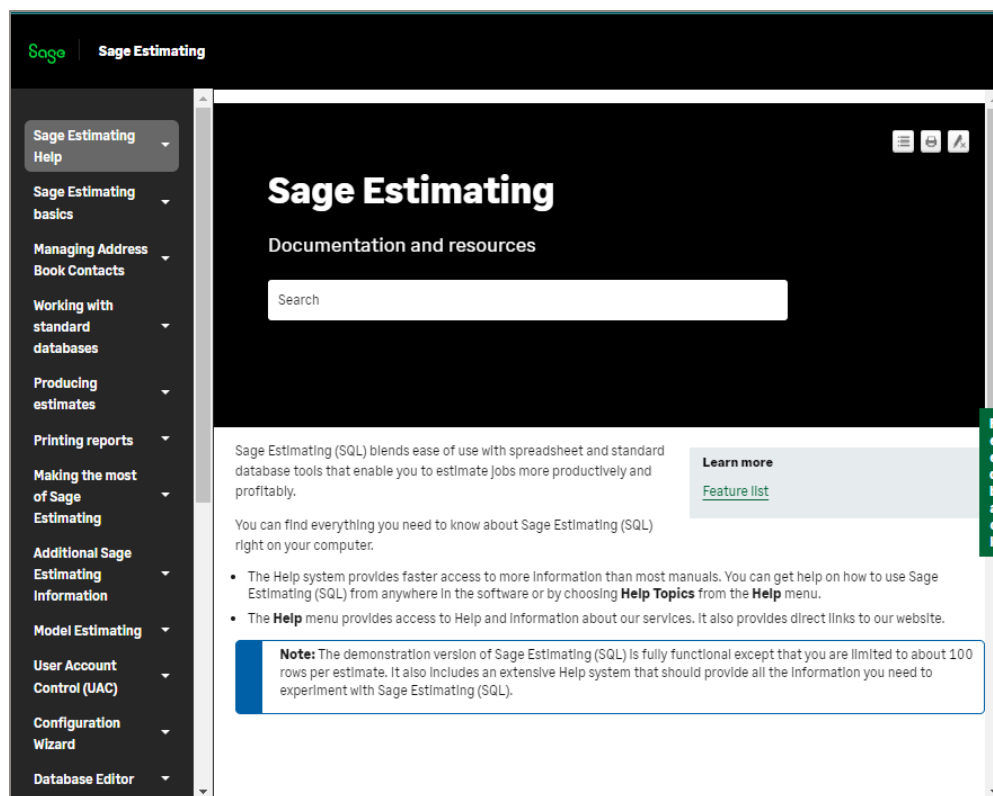 Sage
Sage Estimating
Sage Estimating
Help
Sage Estimating
basics
Managing Address
Book Contacts
Working with
standard
databases
Producing
estimates
Printing reports
Making the most
of Sage
Estimating
Additional Sage
Estimating
Information
Model Estimating
User Account
Control (UAC)
Configuration
Wizard
Database Editor
Sage Estimating
Documentation and resources
Search
Sage Estimating (SQL) blends ease of use with spreadsheet and standard
database tools that enable you to estimate jobs more productively and
profitably.
You can find everything you need to know about Sage Estimating (SQL)
right on your computer.
Learn more
Feature list
• The Help system provides faster access to more information than most manuals. You can get help on how to use Sage
Estimating (SQL) from anywhere in the software or by choosing Help Topics from the Help menu.
• The Help menu provides access to Help and information about our services. It also provides direct links to our website.
Note: The demonstration version of Sage Estimating (SQL) is fully functional except that you are limited to about 100
rows per estimate. It also includes an extensive Help system that should provide all the information you need to
experiment with Sage Estimating (SQL).